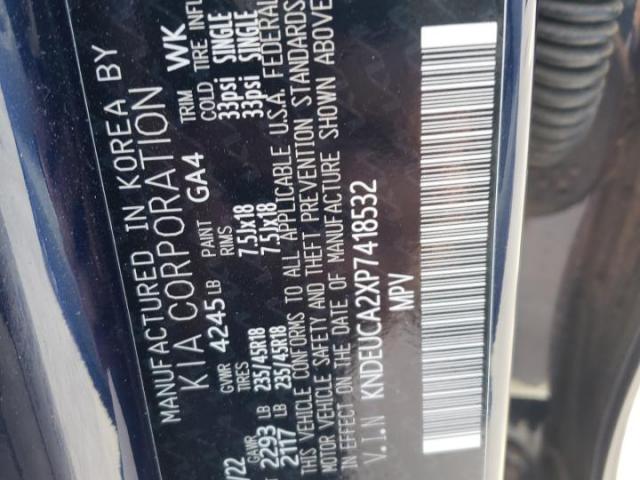 MANUFACTURED IN KOREA BY
KIA CORPORATION
GVWR 4245LB PAINT GA4 TRIM WK
/22 GAWR TIRES RIMS COLD TIRE INFL
2293 LB 235/45R18 7.5Jx18 33psi SINGLE
2117 LB 235/45R18 7.5Jx18 33psi SINGLE
THIS VEHICLE CONFORMS TO ALL APPLICABLE U.S.A. FEDERAL
MOTOR VEHICLE SAFETY AND THEFT PREVENTION STANDARDS
IN EFFECT ON THE DATE OF MANUFACTURE SHOWN ABOVE
V.I.N KNDEUCA2XP7418532
MPV